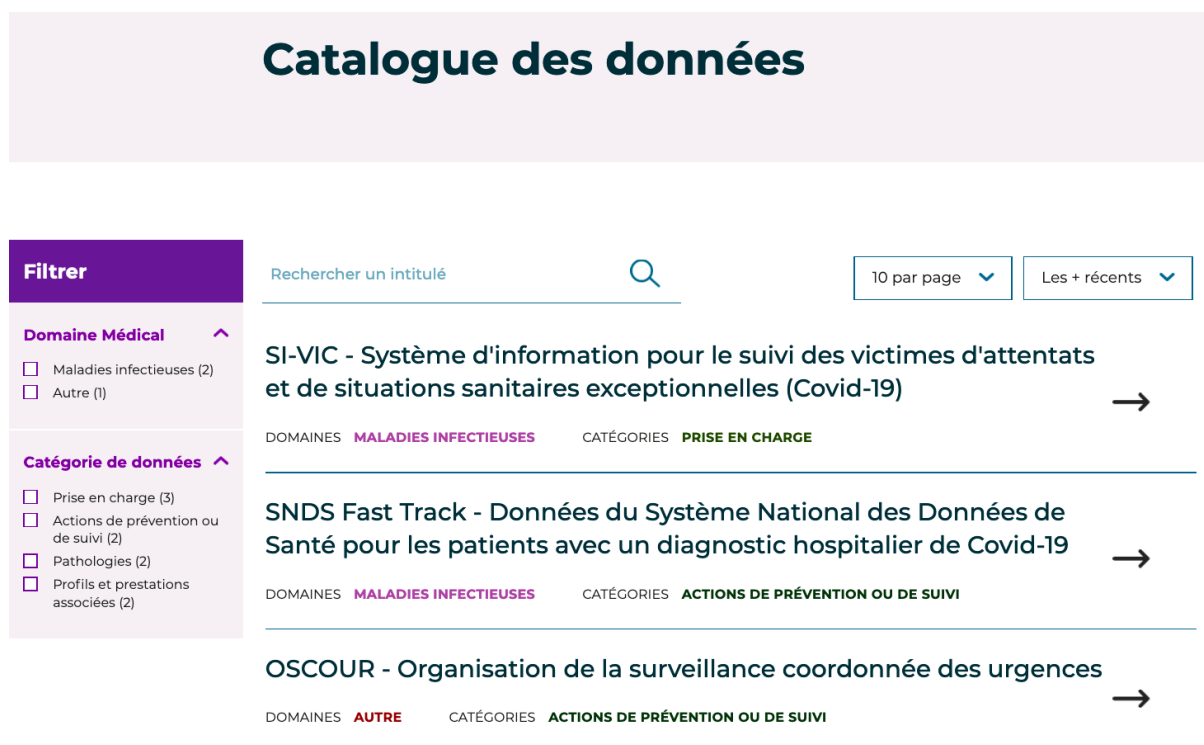 Catalogue des données
Filtrer
Domaine Médical
Maladies infectieuses (2)
Autre (1)
Catégorie de données
Prise en charge (3)
Actions de prévention ou
de suivi (2)
Pathologies (2)
Profils et prestations
associées (2)
Rechercher un intitulé
10 par page
Les + récents
SI-VIC - Système d'information pour le suivi des victimes d'attentats
et de situations sanitaires exceptionnelles (Covid-19)
DOMAINES MALADIES INFECTIEUSES CATÉGORIES PRISE EN CHARGE
SNDS Fast Track - Données du Système National des Données de
Santé pour les patients avec un diagnostic hospitalier de Covid-19
DOMAINES MALADIES INFECTIEUSES CATÉGORIES ACTIONS DE PRÉVENTION OU DE SUIVI
OSCOUR - Organisation de la surveillance coordonnée des urgences
DOMAINES AUTRE CATÉGORIES ACTIONS DE PRÉVENTION OU DE SUIVI